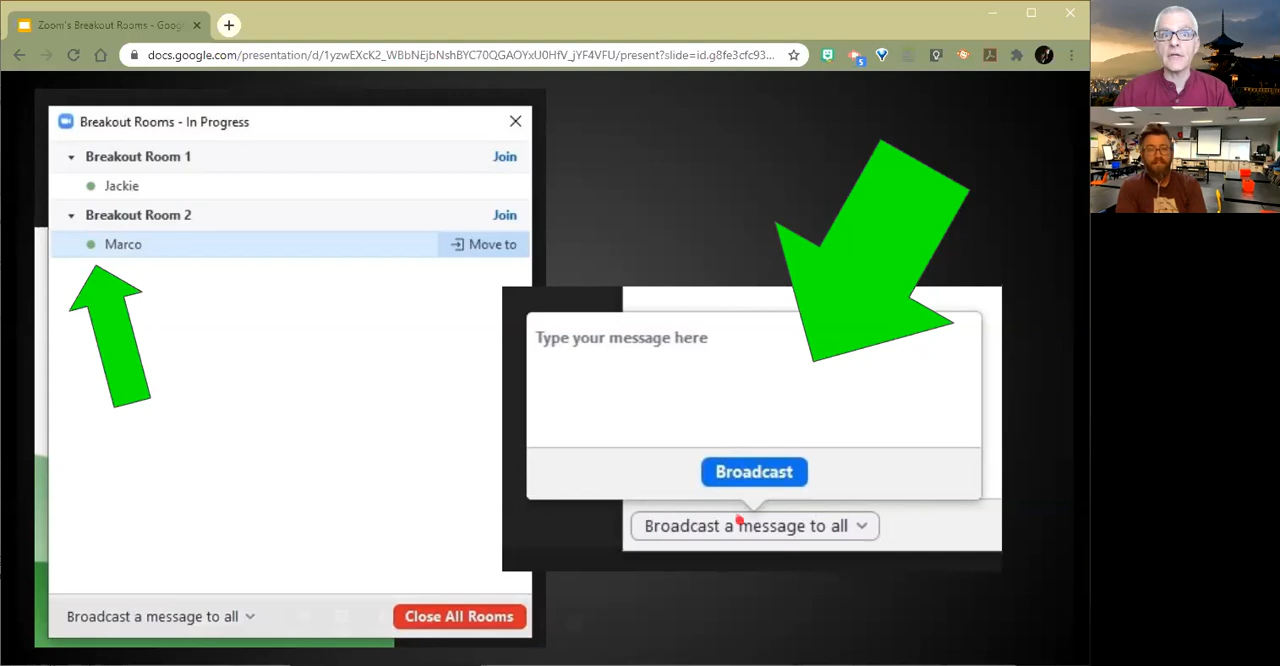 Zoom's Breakout Rooms - Goog
docs.google.com/presentation/d/1yzwEXcK2_WBbNEjbNshBYC70QGAOYxU0HfV_jYF4VFU/present?slide=id.g8fe3cfc93...
5
Breakout Rooms - In Progress
Breakout Room 1 Join
Jackie
Breakout Room 2 Join
Marco Move to
Type your message here
Broadcast
Broadcast a message to all
Broadcast a message to all Close All Rooms